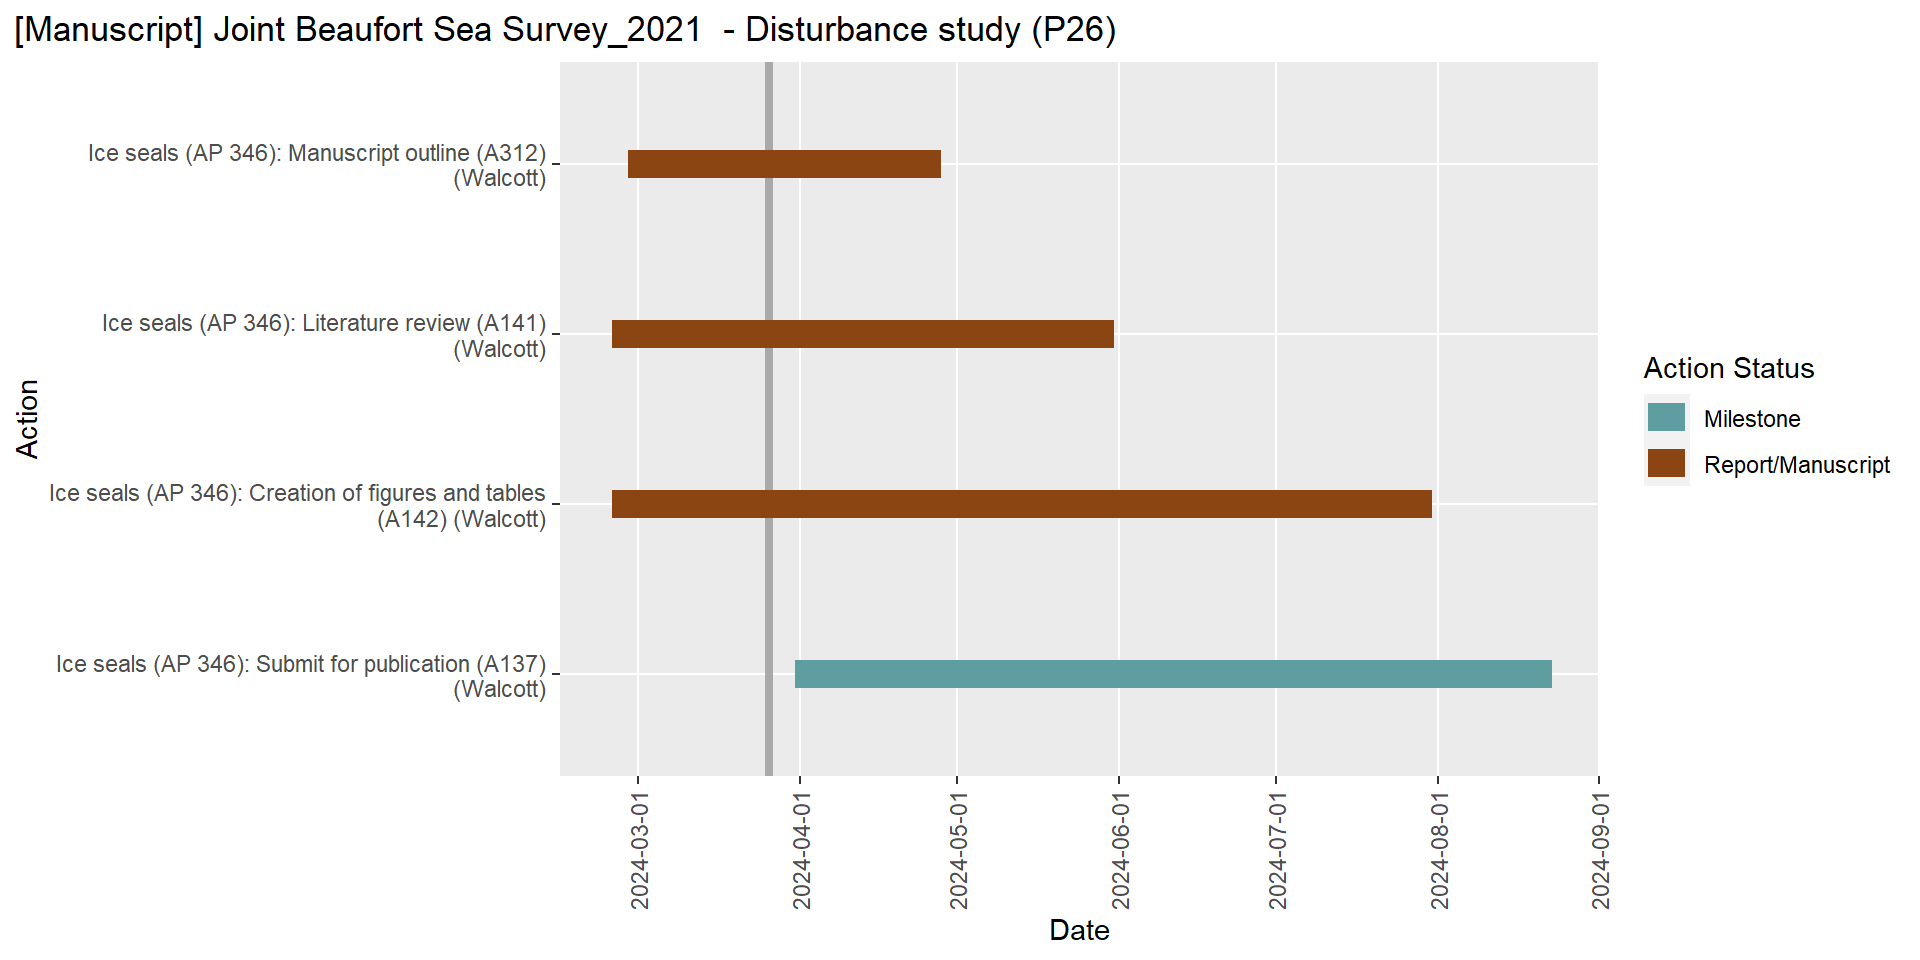 [Manuscript] Joint Beaufort Sea Survey_2021  - Disturbance study (P26)
Action
Ice seals (AP 346): Manuscript outline (A312)
(Walcott)
Ice seals (AP 346): Literature review (A141)
(Walcott)
Ice seals (AP 346): Creation of figures and tables
(A142) (Walcott)
Ice seals (AP 346): Submit for publication (A137)
(Walcott)
2024-03-01
2024-04-01
2024-05-01
2024-06-01
2024-07-01
2024-08-01
2024-09-01
Date
Action Status
Milestone
Report/Manuscript